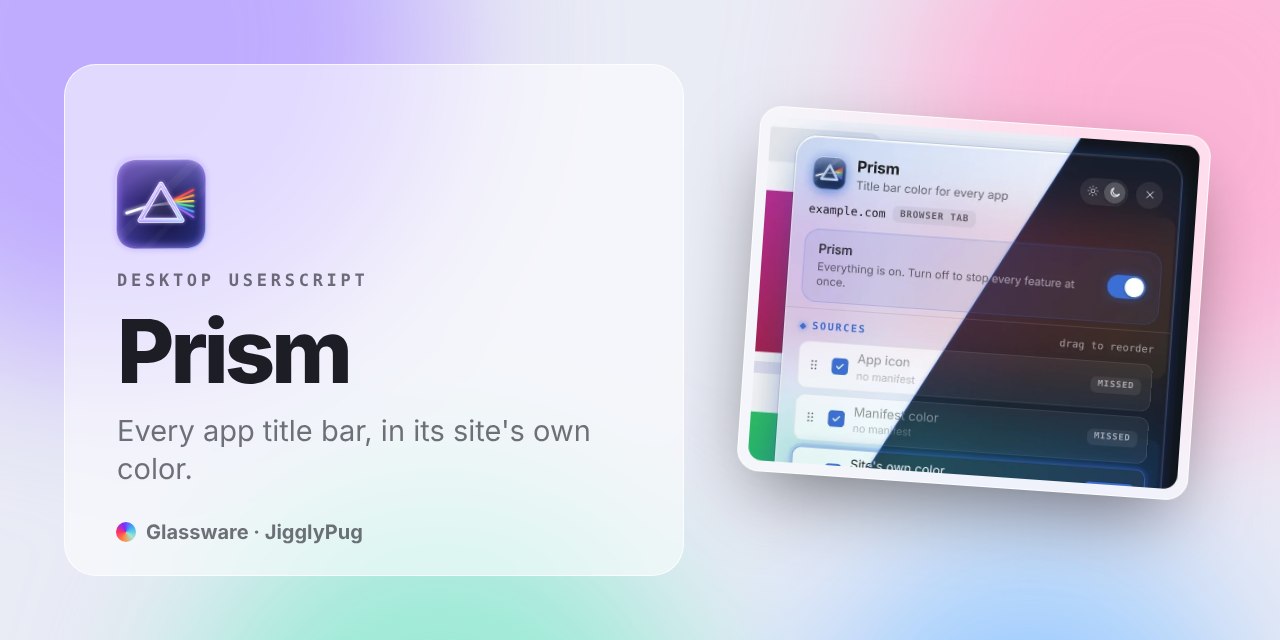 DESKTOP USERSCRIPT
Prism
Every app title bar, in its site's own
color.
Glassware · JigglyPug
Prism
Title bar color for every app
example.com BROWSER TAB
Prism
Everything is on. Turn off to stop every feature at
once.
SOURCES
drag to reorder
App icon
no manifest
MISSED
Manifest color
no manifest
MISSED
Site's own color